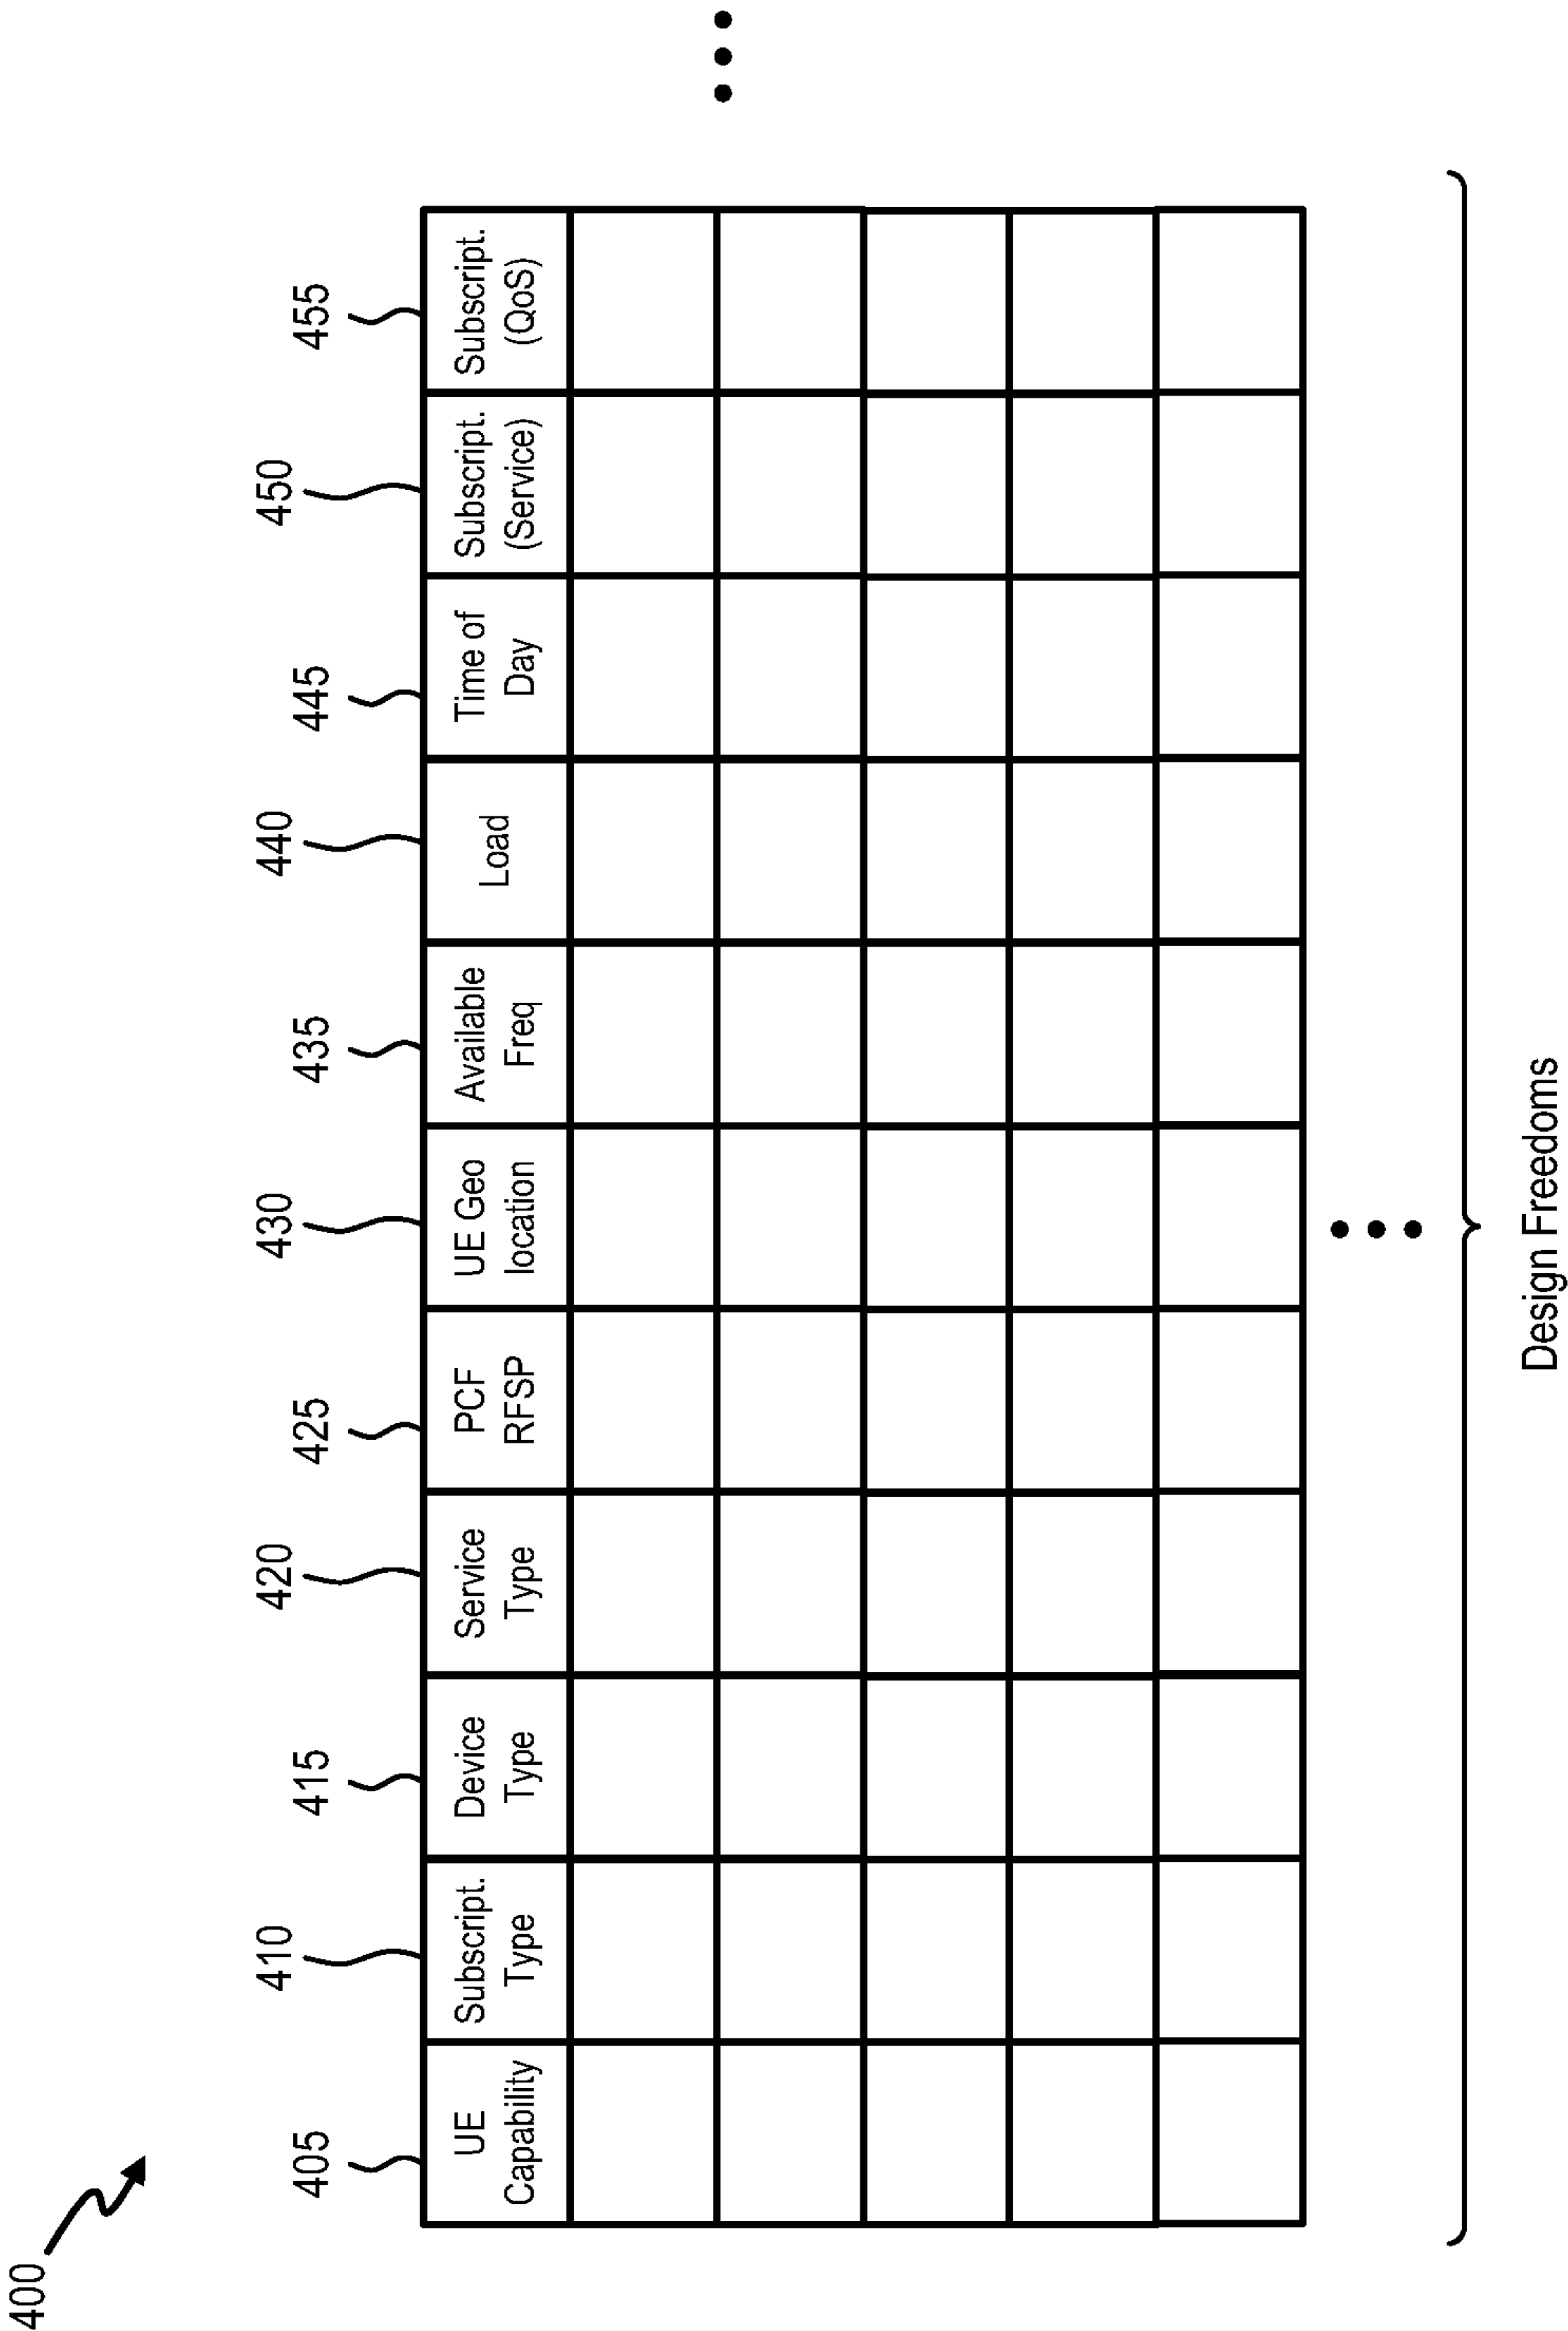 400
405
410
415
420
425
430
435
440
445
450
455
UE
Capability
Subscript.
Type
Device
Type
Service
Type
PCF
RFSP
UE Geo
location
Available
Freq
Load
Time of
Day
Subscript.
(Service)
Subscript.
(QoS)
Design Freedoms